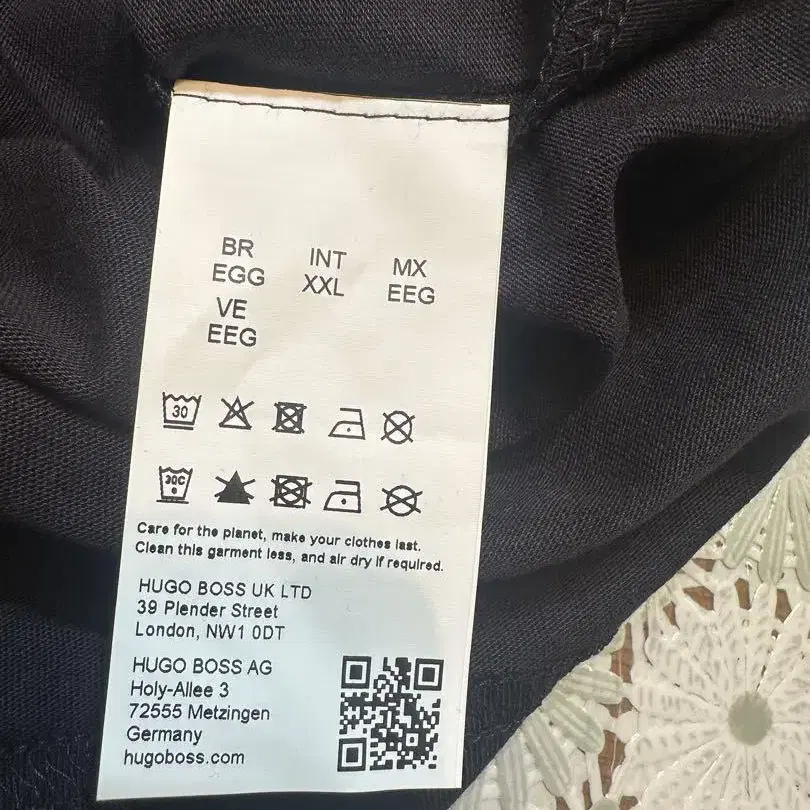 BR INT MX
EGG XXL EEG
VE
EEG
30
30C
Care for the planet, make your clothes last.
Clean this garment less, and air dry if required.
HUGO BOSS UK LTD
39 Plender Street
London, NW1 0DT
HUGO BOSS AG
Holy-Allee 3
72555 Metzingen
Germany
hugoboss.com